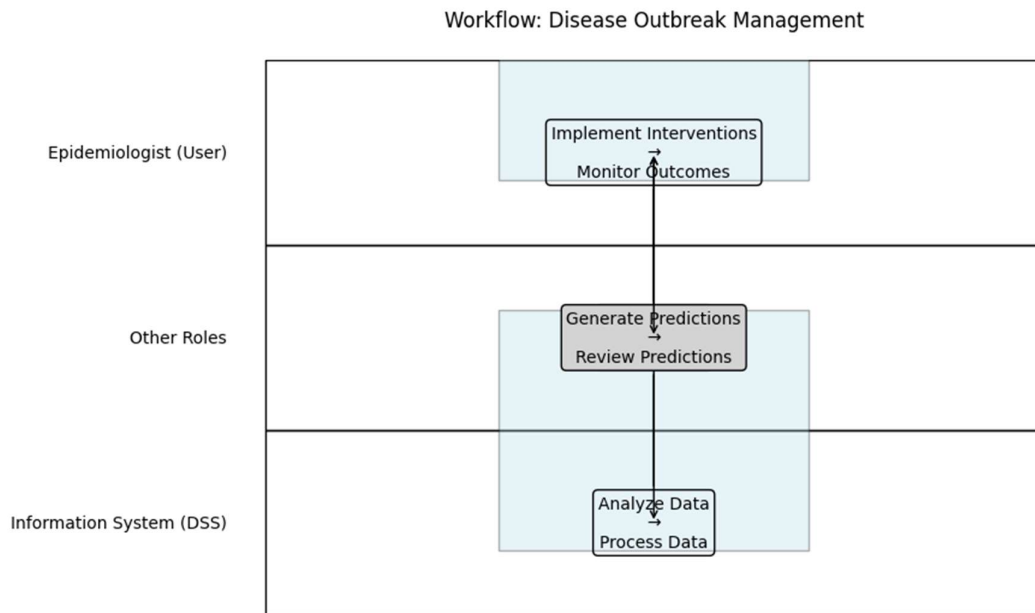 Workflow: Disease Outbreak Management
Epidemiologist (User)
Implement Interventions
→
Monitor Outcomes
Other Roles
Generate Predictions
→
Review Predictions
Information System (DSS)
Analyze Data
→
Process Data